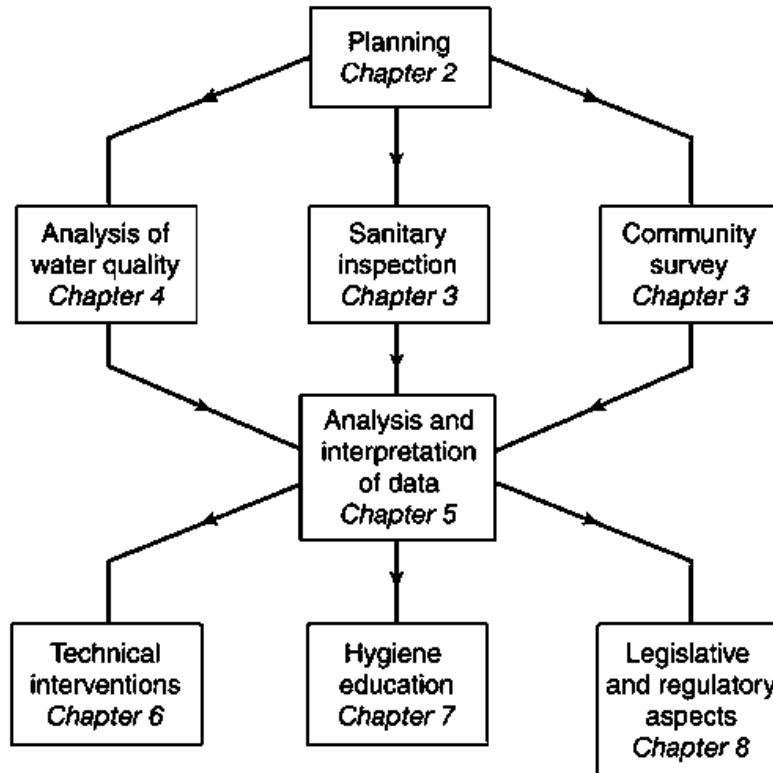 Planning
Chapter 2
Analysis of
water quality
Chapter 4
Sanitary
inspection
Chapter 3
Community
survey
Chapter 3
Analysis and
interpretation
of data
Chapter 5
Technical
interventions
Chapter 6
Hygiene
education
Chapter 7
Legislative
and regulatory
aspects
Chapter 8